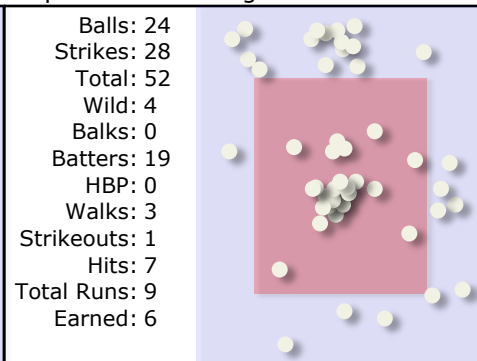 Balls: 24
Strikes: 28
Total: 52
Wild: 4
Balks: 0
Batters: 19
HBP: 0
Walks: 3
Strikeouts: 1
Hits: 7
Total Runs: 9
Earned: 6